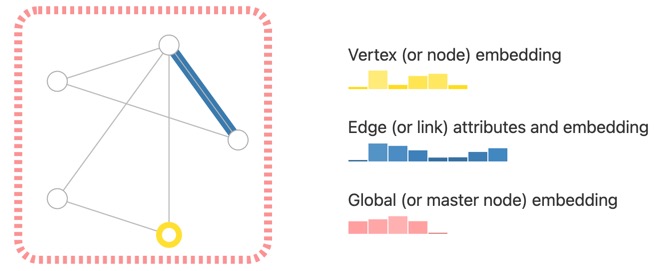 Vertex (or node) embedding
Edge (or link) attributes and embedding
Global (or master node) embedding